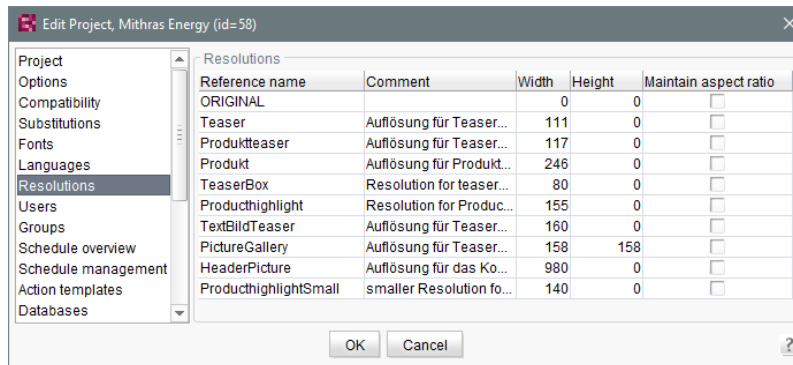 Edit Project, Mithras Energy (id=58)
Project
Options
Compatibility
Substitutions
Fonts
Languages
Resolutions
Users
Groups
Schedule overview
Schedule management
Action templates
Databases
Resolutions
Reference name Comment Width Height Maintain aspect ratio
ORIGINAL 0 0
Teaser Auflösung für Teaser... 111 0
Produktteaser Auflösung für Teaser... 117 0
Produkt Auflösung für Produkt... 246 0
TeaserBox Resolution for teaser... 80 0
Producthighlight Resolution for Produc... 155 0
TextBildTeaser Auflösung für Teaser... 160 0
PictureGallery Auflösung für Teaser... 158 158
HeaderPicture Auflösung für das Ko... 980 0
ProducthighlightSmall smaller Resolution fo... 140 0
OK Cancel ?